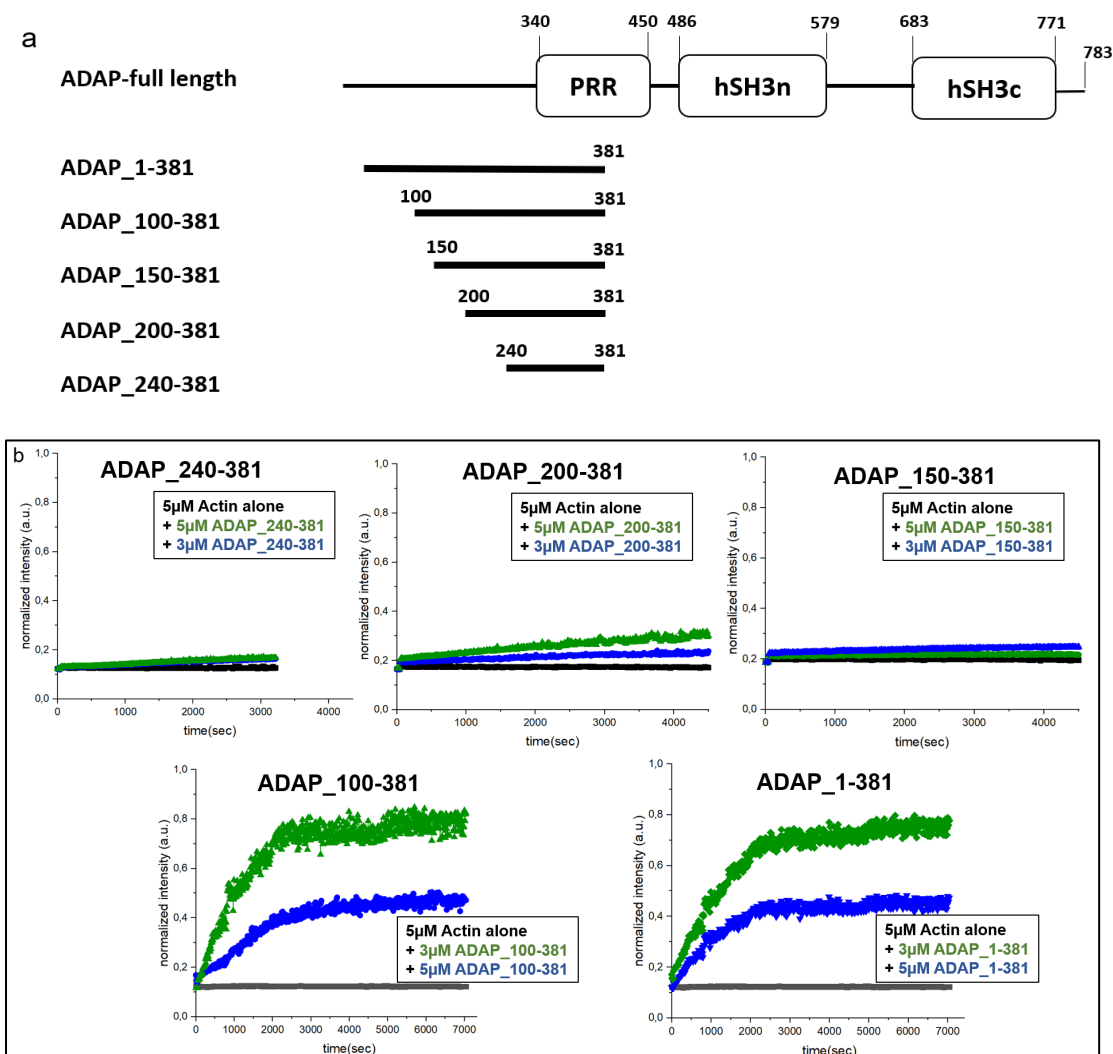 a
340 450 486 579 683 771
783
ADAP-full length
PRR hSH3n hSH3c
381
ADAP_1-381
100 381
ADAP_100-381
150 381
ADAP_150-381
200 381
ADAP_200-381
240 381
ADAP_240-381
b
ADAP_240-381
5µM Actin alone
+ 5µM ADAP_240-381
+ 3µM ADAP_240-381
normalized intensity (a.u.)
1,0
0,8
0,6
0,4
0,2
0,0
0 1000 2000 3000 4000
time(sec)
ADAP_200-381
5µM Actin alone
+ 5µM ADAP_200-381
+ 3µM ADAP_200-381
normalized intensity (a.u.)
1,0
0,8
0,6
0,4
0,2
0,0
0 1000 2000 3000 4000
time(sec)
ADAP_150-381
5µM Actin alone
+ 5µM ADAP_150-381
+ 3µM ADAP_150-381
normalized intesity (a.u.)
1,0
0,8
0,6
0,4
0,2
0,0
0 1000 2000 3000 4000
time(sec)
ADAP_100-381
5µM Actin alone
+ 3µM ADAP_100-381
+ 5µM ADAP_100-381
normalized intensity (a.u.)
1,0
0,8
0,6
0,4
0,2
0,0
0 1000 2000 3000 4000 5000 6000 7000
time(sec)
ADAP_1-381
5µM Actin alone
+ 3µM ADAP_1-381
+ 5µM ADAP_1-381
normalized intensity (a.u.)
1,0
0,8
0,6
0,4
0,2
0,0
0 1000 2000 3000 4000 5000 6000 7000
time(sec)